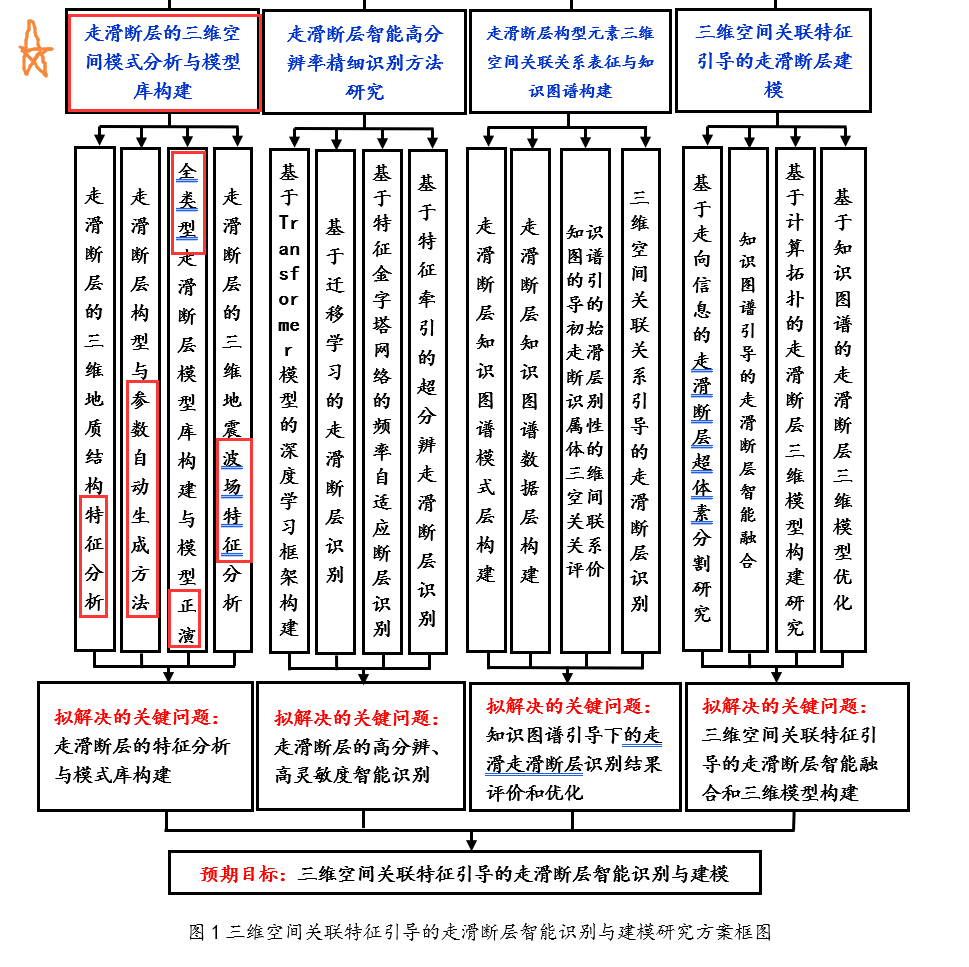 走滑断层的三维空
间模式分析与模型
库构建
走滑断层智能高分
辨率精细识别方法
研究
走滑断层构型元素三维
空间关联关系表征与知
识图谱构建
三维空间关联特征
引导的走滑断层建
模
走滑断层的三维地质结构特征分析
走滑断层构型与参数自动生成方法
全类型走滑断层模型库构建与模型正演
走滑断层的三维地震波场特征分析
基于Transformer模型的深度学习框架构建
基于迁移学习的走滑断层识别
基于特征金字塔网络的频率自适应断层识别
基于特征牵引的超分辨走滑断层识别
走滑断层知识图谱模式层构建
走滑断层知识图谱数据层构建
知识
图谱
的引
导的
初始
走滑
断层
识别
属性
体的
三维
空间
关联
关系
评价
三维空间关联关系引导的走滑断层识别
基于走向信息的走滑断层超体素分割研究
知识图谱引导的走滑断层智能融合
基于计算拓扑的走滑断层三维模型构建研究
基于知识图谱的走滑断层三维模型优化
拟解决的关键问题：
走滑断层的特征分析
与模式库构建
拟解决的关键问题：
走滑断层的高分辨、
高灵敏度智能识别
拟解决的关键问题：
知识图谱引导下的走
滑走滑断层识别结果
评价和优化
拟解决的关键问题：
三维空间关联特征引
导的走滑断层智能融
合和三维模型构建
预期目标：三维空间关联特征引导的走滑断层智能识别与建模
图1三维空间关联特征引导的走滑断层智能识别与建模研究方案框图